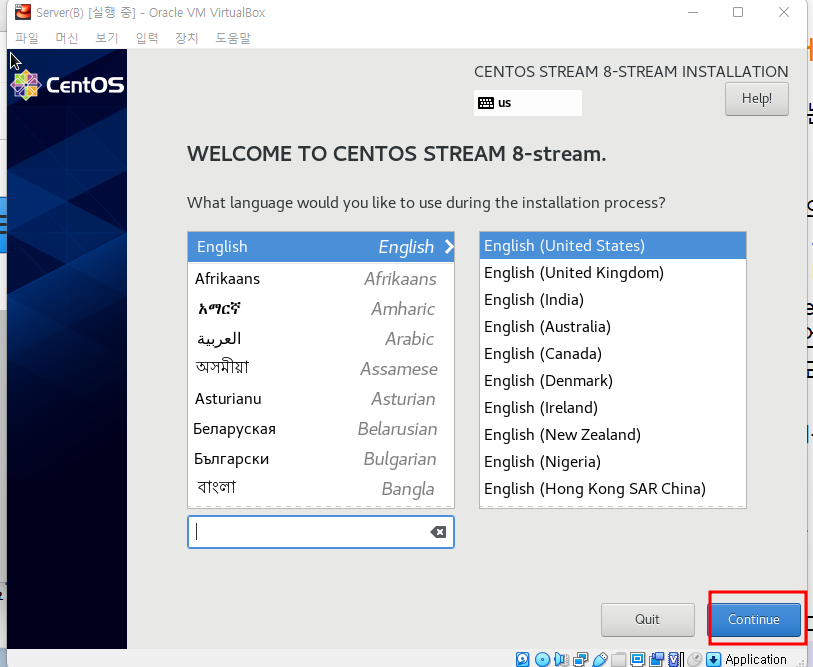 Server(B) [실행 중] - Oracle VM VirtualBox
파일 머신 보기 입력 장치 도움말
CentOS
CENTOS STREAM 8-STREAM INSTALLATION
us
Help!
WELCOME TO CENTOS STREAM 8-stream.
What language would you like to use during the installation process?
English English
Afrikaans Afrikaans
አማርኛ Amharic
العربية Arabic
অসমীয়া Assamese
Asturianu Asturian
Беларуская Belarusian
Български Bulgarian
বাংলা Bangla
English (United States)
English (United Kingdom)
English (India)
English (Australia)
English (Canada)
English (Denmark)
English (Ireland)
English (New Zealand)
English (Nigeria)
English (Hong Kong SAR China)
Quit
Continue
Application